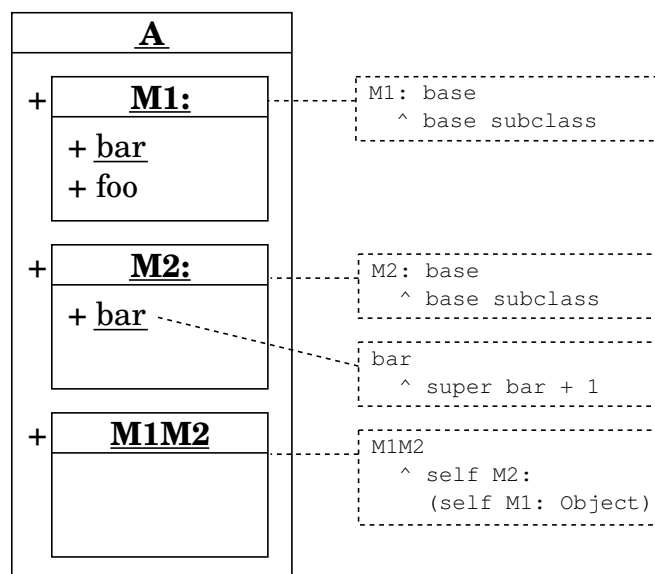 A
+ M1:
+ bar
+ foo
M1: base
^ base subclass
+ M2:
+ bar
M2: base
^ base subclass
bar
^ super bar + 1
+ M1M2
M1M2
^ self M2:
(self M1: Object)